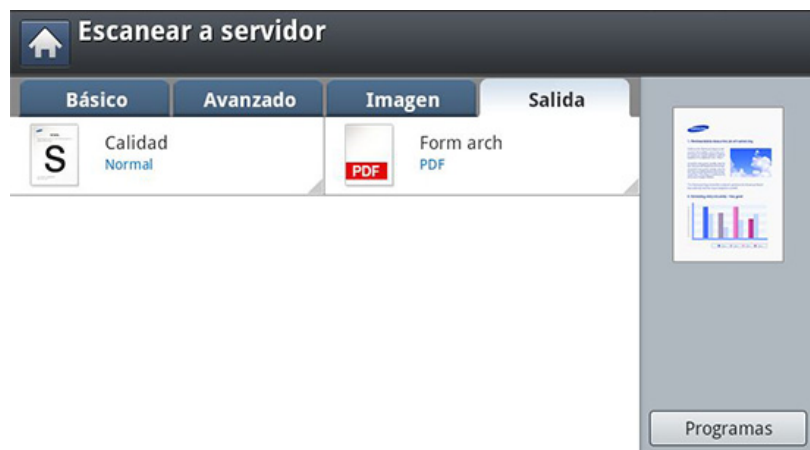 Escanear a servidor
Básico Avanzado Imagen Salida
Calidad
Normal
S
PDF
Form arch
PDF
Programas